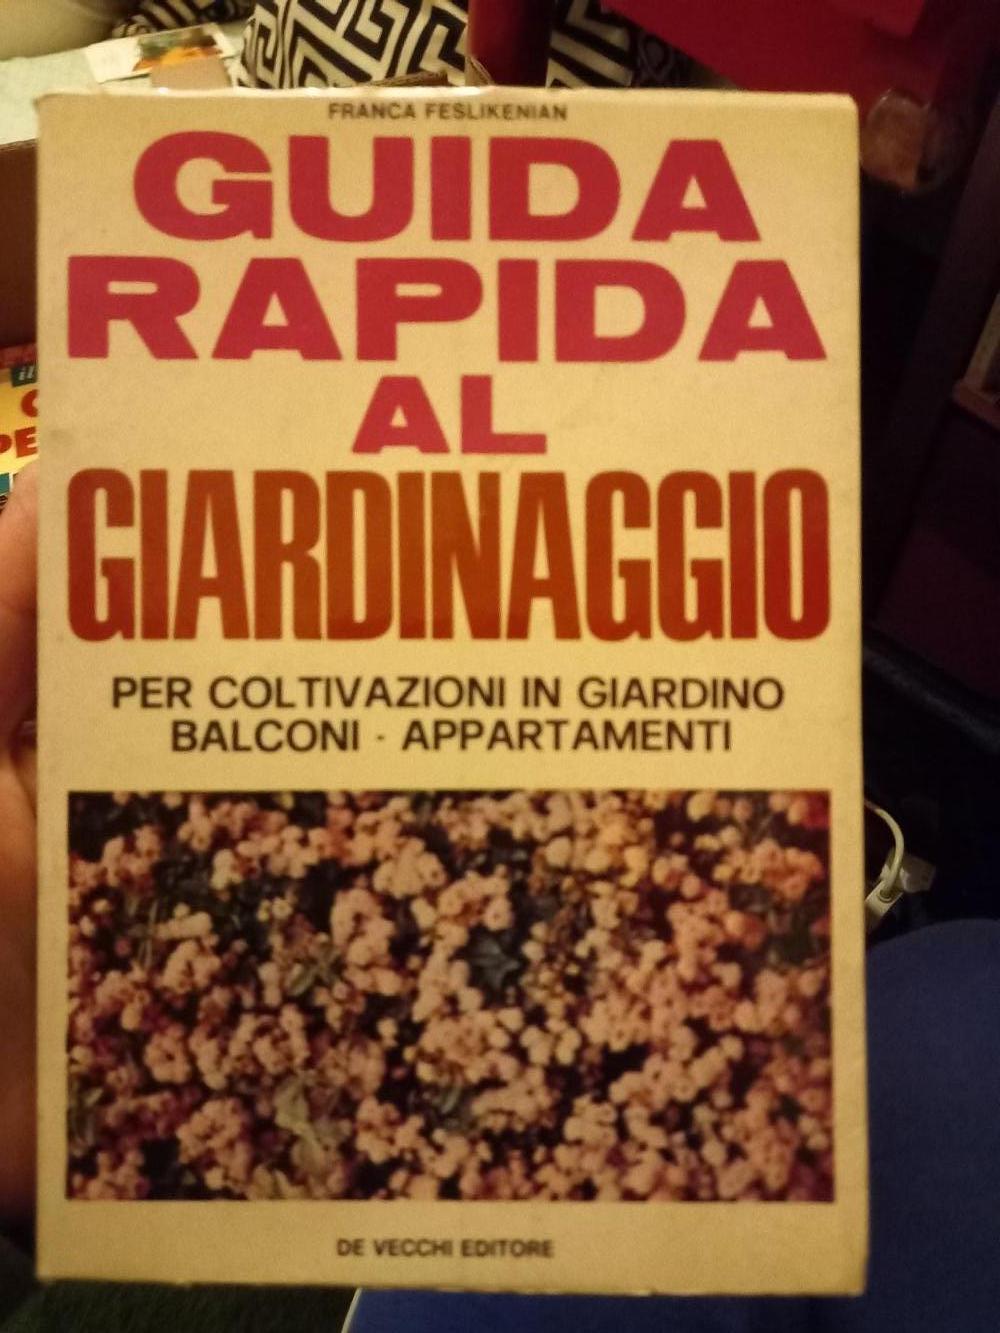 FRANCA FESLIKENIAN
GUIDA
RAPIDA
AL
GIARDINAGGIO
PER COLTIVAZIONI IN GIARDINO
BALCONI · APPARTAMENTI
DE VECCHI EDITORE